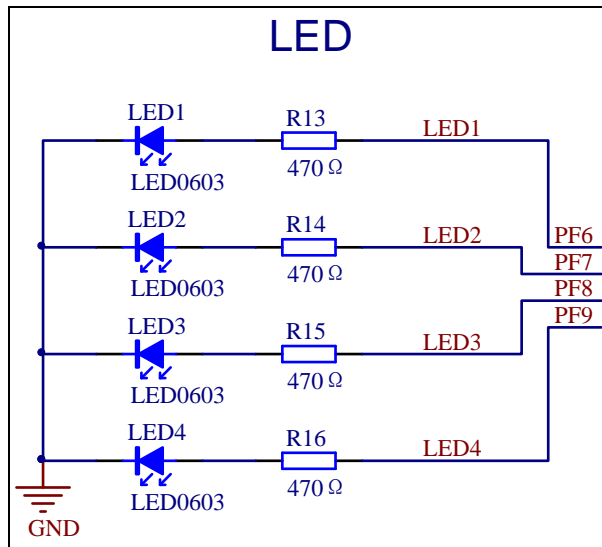 LED
LED1
R13
LED1
LED0603
470 Ω
LED2
R14
LED2
PF6
LED0603
470 Ω
PF7
PF8
LED3
R15
LED3
PF9
LED0603
470 Ω
LED4
R16
LED4
LED0603
470 Ω
GND